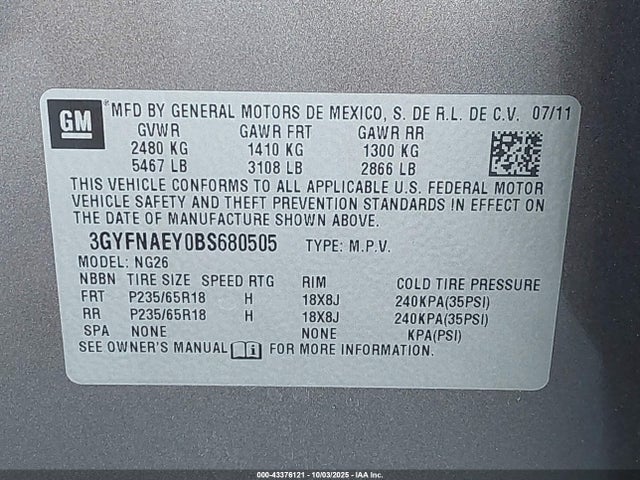 GM
MFD BY GENERAL MOTORS DE MEXICO, S. DE R.L. DE C.V. 07/11
GVWR GAWR FRT GAWR RR
2480 KG 1410 KG 1300 KG
5467 LB 3108 LB 2866 LB
THIS VEHICLE CONFORMS TO ALL APPLICABLE U.S. FEDERAL MOTOR
VEHICLE SAFETY AND THEFT PREVENTION STANDARDS IN EFFECT ON THE
DATE OF MANUFACTURE SHOWN ABOVE.
3GYFNAEY0BS680505 TYPE: M.P.V.
MODEL: NG26
NBBN TIRE SIZE SPEED RTG RIM COLD TIRE PRESSURE
FRT P235/65R18 H 18X8J 240KPA(35PSI)
RR P235/65R18 H 18X8J 240KPA(35PSI)
SPA NONE NONE KPA(PSI)
SEE OWNER'S MANUAL FOR MORE INFORMATION.
000-43376121 - 10/03/2025 - IAA Inc.